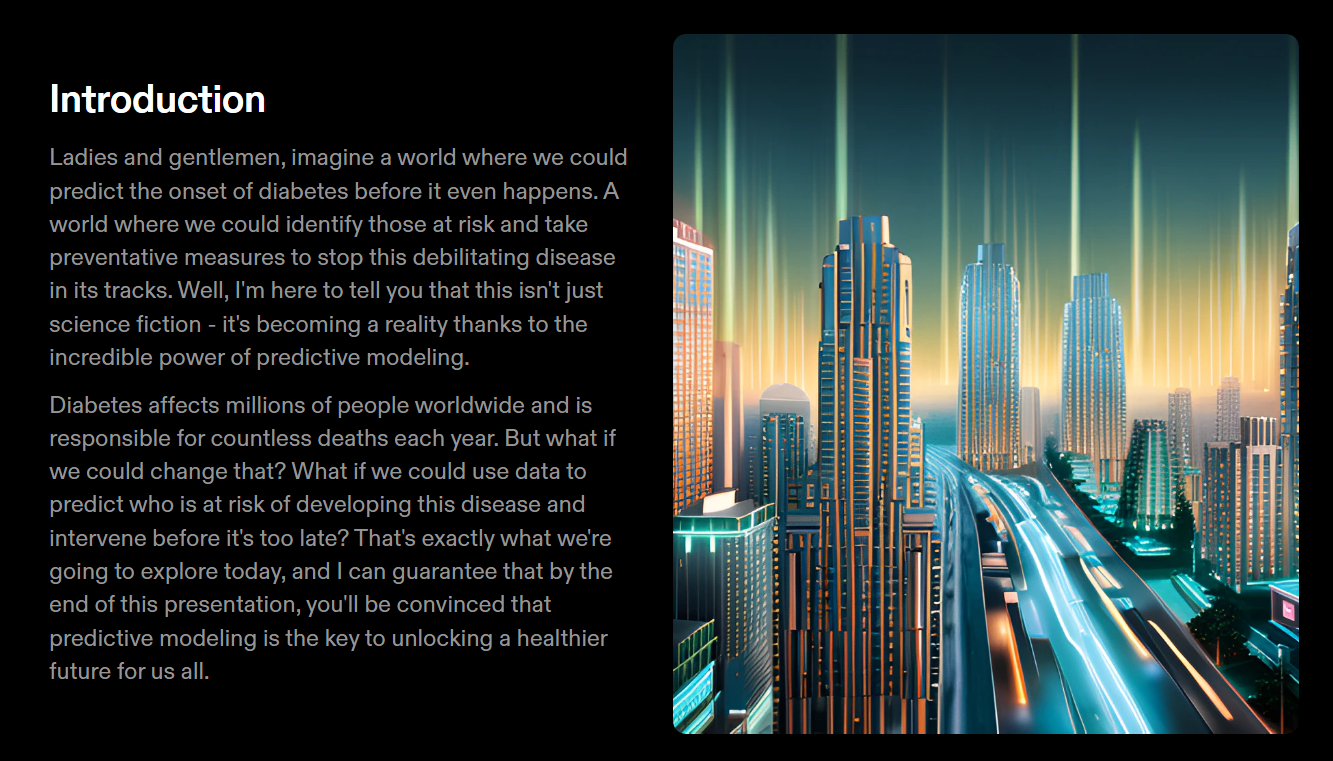 Introduction
Ladies and gentlemen, imagine a world where we could
predict the onset of diabetes before it even happens. A
world where we could identify those at risk and take
preventative measures to stop this debilitating disease
in its tracks. Well, I'm here to tell you that this isn't just
science fiction - it's becoming a reality thanks to the
incredible power of predictive modeling.
Diabetes affects millions of people worldwide and is
responsible for countless deaths each year. But what if
we could change that? What if we could use data to
predict who is at risk of developing this disease and
intervene before it's too late? That's exactly what we're
going to explore today, and I can guarantee that by the
end of this presentation, you'll be convinced that
predictive modeling is the key to unlocking a healthier
future for us all.